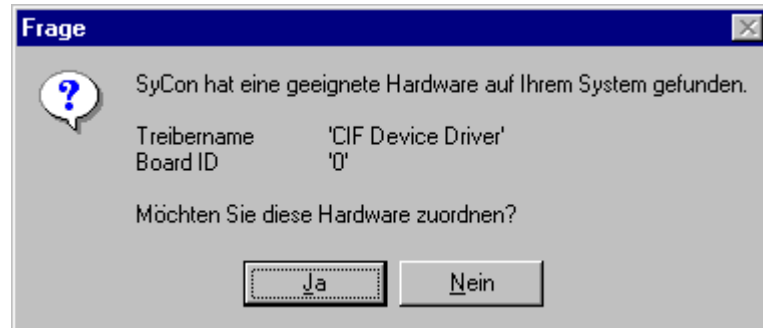 Frage
SyCon hat eine geeignete Hardware auf Ihrem System gefunden.
Treibername 'CIF Device Driver'
Board ID '0'
Möchten Sie diese Hardware zuordnen?
Ja Nein